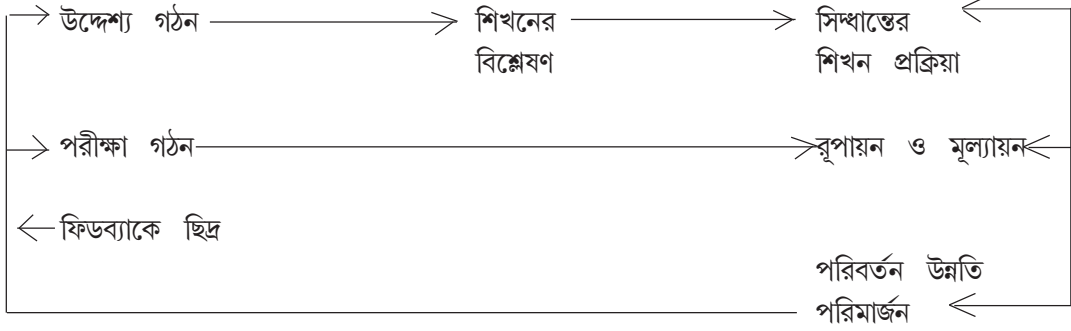 উদ্দেশ্য গঠন শিখনের সিদ্ধান্তের
বিশ্লেষণ শিখন প্রক্রিয়া
পরীক্ষা গঠন রূপায়ন ও মূল্যায়ন
ফিডব্যাকে ছিদ্র
পরিবর্তন উন্নতি
পরিমার্জন